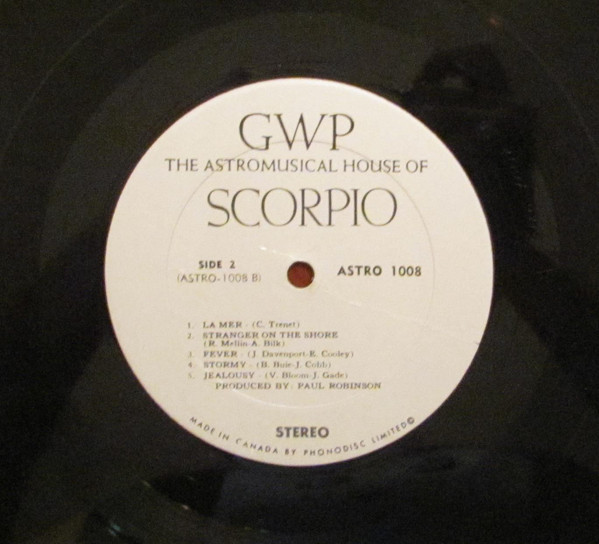 GWP
THE ASTROMUSICAL HOUSE OF
SCORPIO
SIDE 2
(ASTRO-1008 B)
ASTRO 1008
1. LA MER - (C. Trenet)
2. STRANGER ON THE SHORE
(R. Mellin-A. Bilk)
3. FEVER - (J. Davenport-E. Cooley)
4. STORMY - (B. Buie-J. Cobb)
5. JEALOUSY - (V. Bloom-J. Gade)
PRODUCED BY: PAUL ROBINSON
STEREO
MADE IN CANADA BY PHONODISC LIMITED©